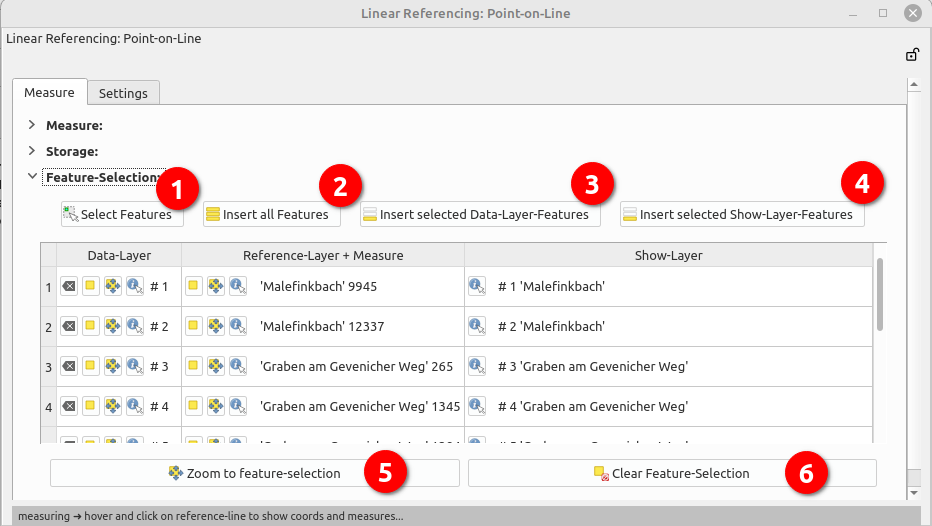 Linear Referencing: Point-on-Line
Linear Referencing: Point-on-Line
Measure Settings
Measure:
Storage:
Feature-Selection:
1 2 3 4
Select Features Insert all Features Insert selected Data-Layer-Features Insert selected Show-Layer-Features
Data-Layer Reference-Layer + Measure Show-Layer
1 # 1 'Malefinkbach' 9945 # 1 'Malefinkbach'
2 # 2 'Malefinkbach' 12337 # 2 'Malefinkbach'
3 # 3 'Graben am Gevenicher Weg' 265 # 3 'Graben am Gevenicher Weg'
4 # 4 'Graben am Gevenicher Weg' 1345 # 4 'Graben am Gevenicher Weg'
Zoom to feature-selection 5 Clear Feature-Selection 6
measuring ➔ hover and click on reference-line to show coords and measures...